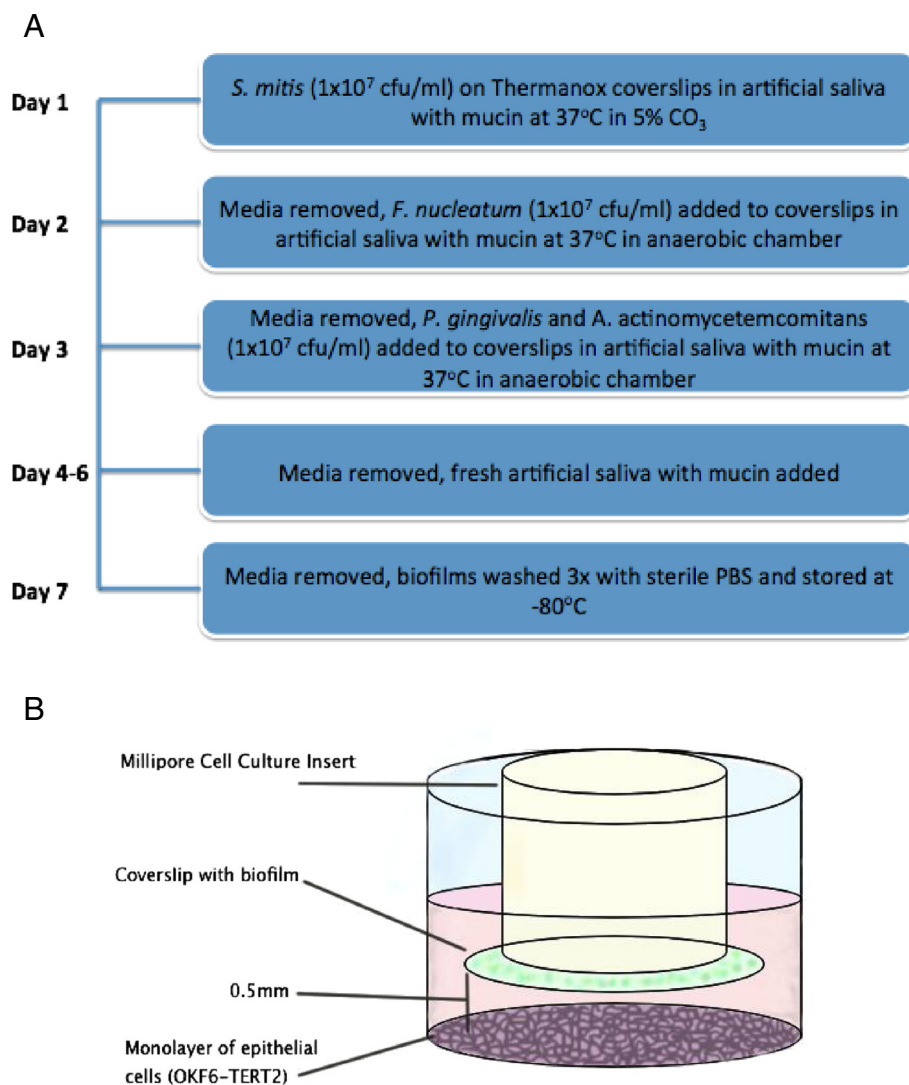 A
Day 1
S. mitis (1x10⁷ cfu/ml) on Thermanox coverslips in artificial saliva
with mucin at 37°C in 5% CO₃
Day 2
Media removed, F. nucleatum (1x10⁷ cfu/ml) added to coverslips in
artificial saliva with mucin at 37°C in anaerobic chamber
Day 3
Media removed, P. gingivalis and A. actinomycetemcomitans
(1x10⁷ cfu/ml) added to coverslips in artificial saliva with mucin at
37°C in anaerobic chamber
Day 4-6
Media removed, fresh artificial saliva with mucin added
Day 7
Media removed, biofilms washed 3x with sterile PBS and stored at
-80°C
B
Millipore Cell Culture Insert
Coverslip with biofilm
0.5mm
Monolayer of epithelial
cells (OKF6-TERT2)